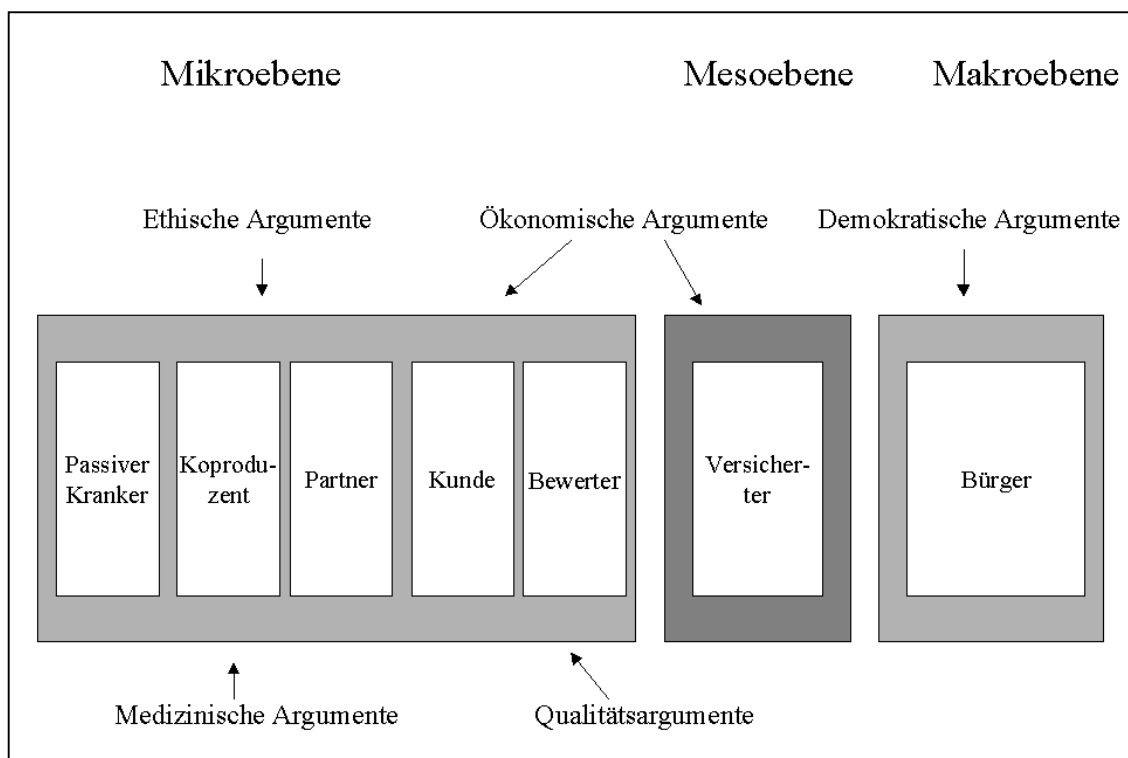 Mikroebene
Mesoebene
Makroebene
Ethische Argumente
Ökonomische Argumente
Demokratische Argumente
Passiver
Kranker
Koprodu-
zent
Partner
Kunde
Bewerter
Versicher-
ter
Bürger
Medizinische Argumente
Qualitätsargumente